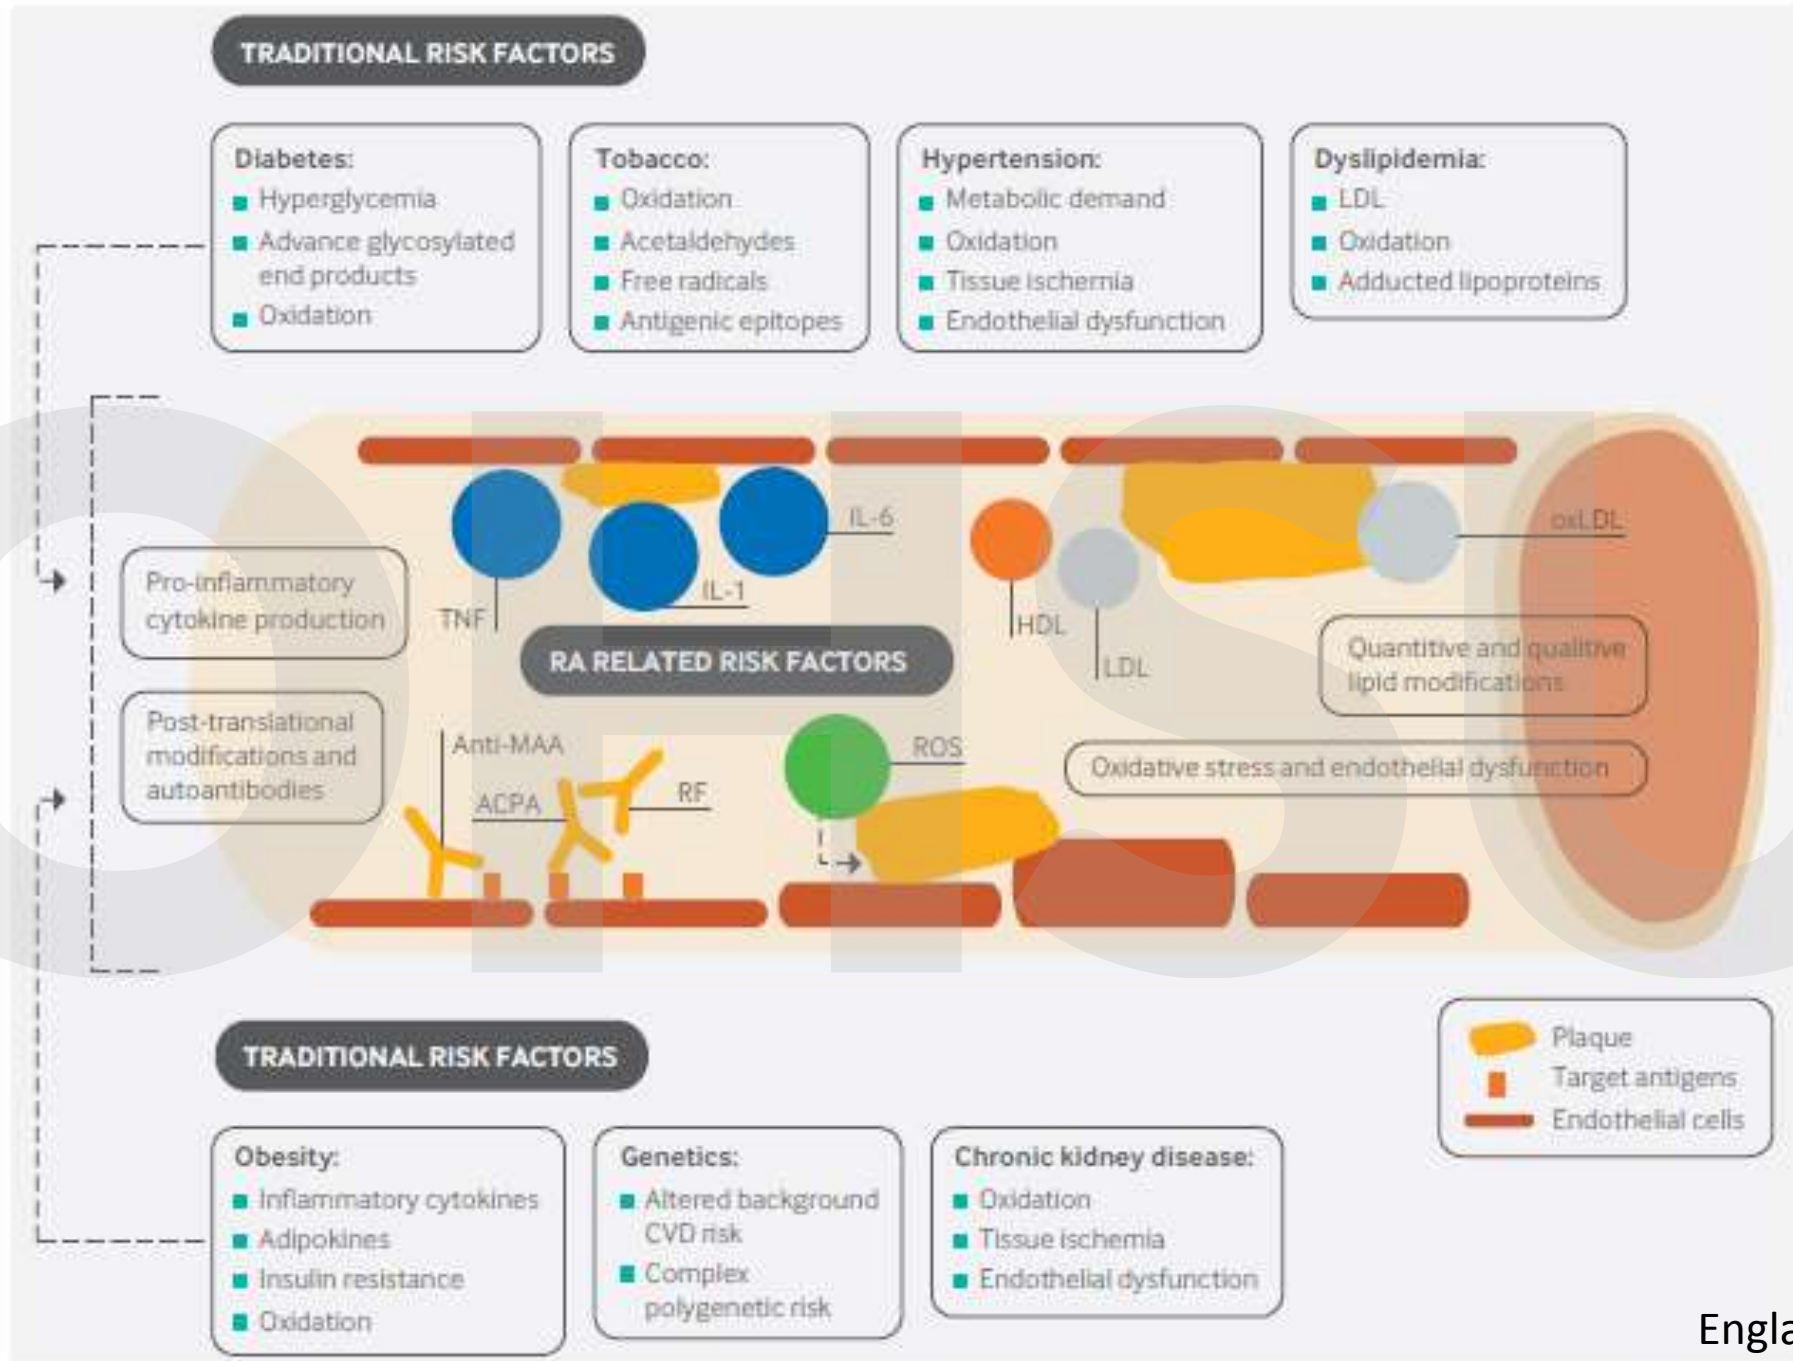 TRADITIONAL RISK FACTORS
Diabetes:
Hyperglycemia
Advance glycosylated
end products
Oxidation
Tobacco:
Oxidation
Acetaldehydes
Free radicals
Antigenic epitopes
Hypertension:
Metabolic demand
Oxidation
Tissue ischernia
Endothelial dysfunction
Dyslipidemia:
LDL
Oxidation
Adducted lipoproteins
Pro-inflammatory
cytokine production
TNF
IL-1
IL-6
HDL
LDL
oxLDL
RA RELATED RISK FACTORS
Quantitive and qualitive
lipid modifications
Post-translational
modifications and
autoantibodies
Anti-MAA
ACPA
RF
ROS
Oxidative stress and endothelial dysfunction
TRADITIONAL RISK FACTORS
Obesity:
Inflammatory cytokines
Adipokines
Insulin resistance
Oxidation
Genetics:
Altered background
CVD risk
Complex
polygenetic risk
Chronic kidney disease:
Oxidation
Tissue ischemia
Endothelial dysfunction
Plaque
Target antigens
Endothelial cells
Engla